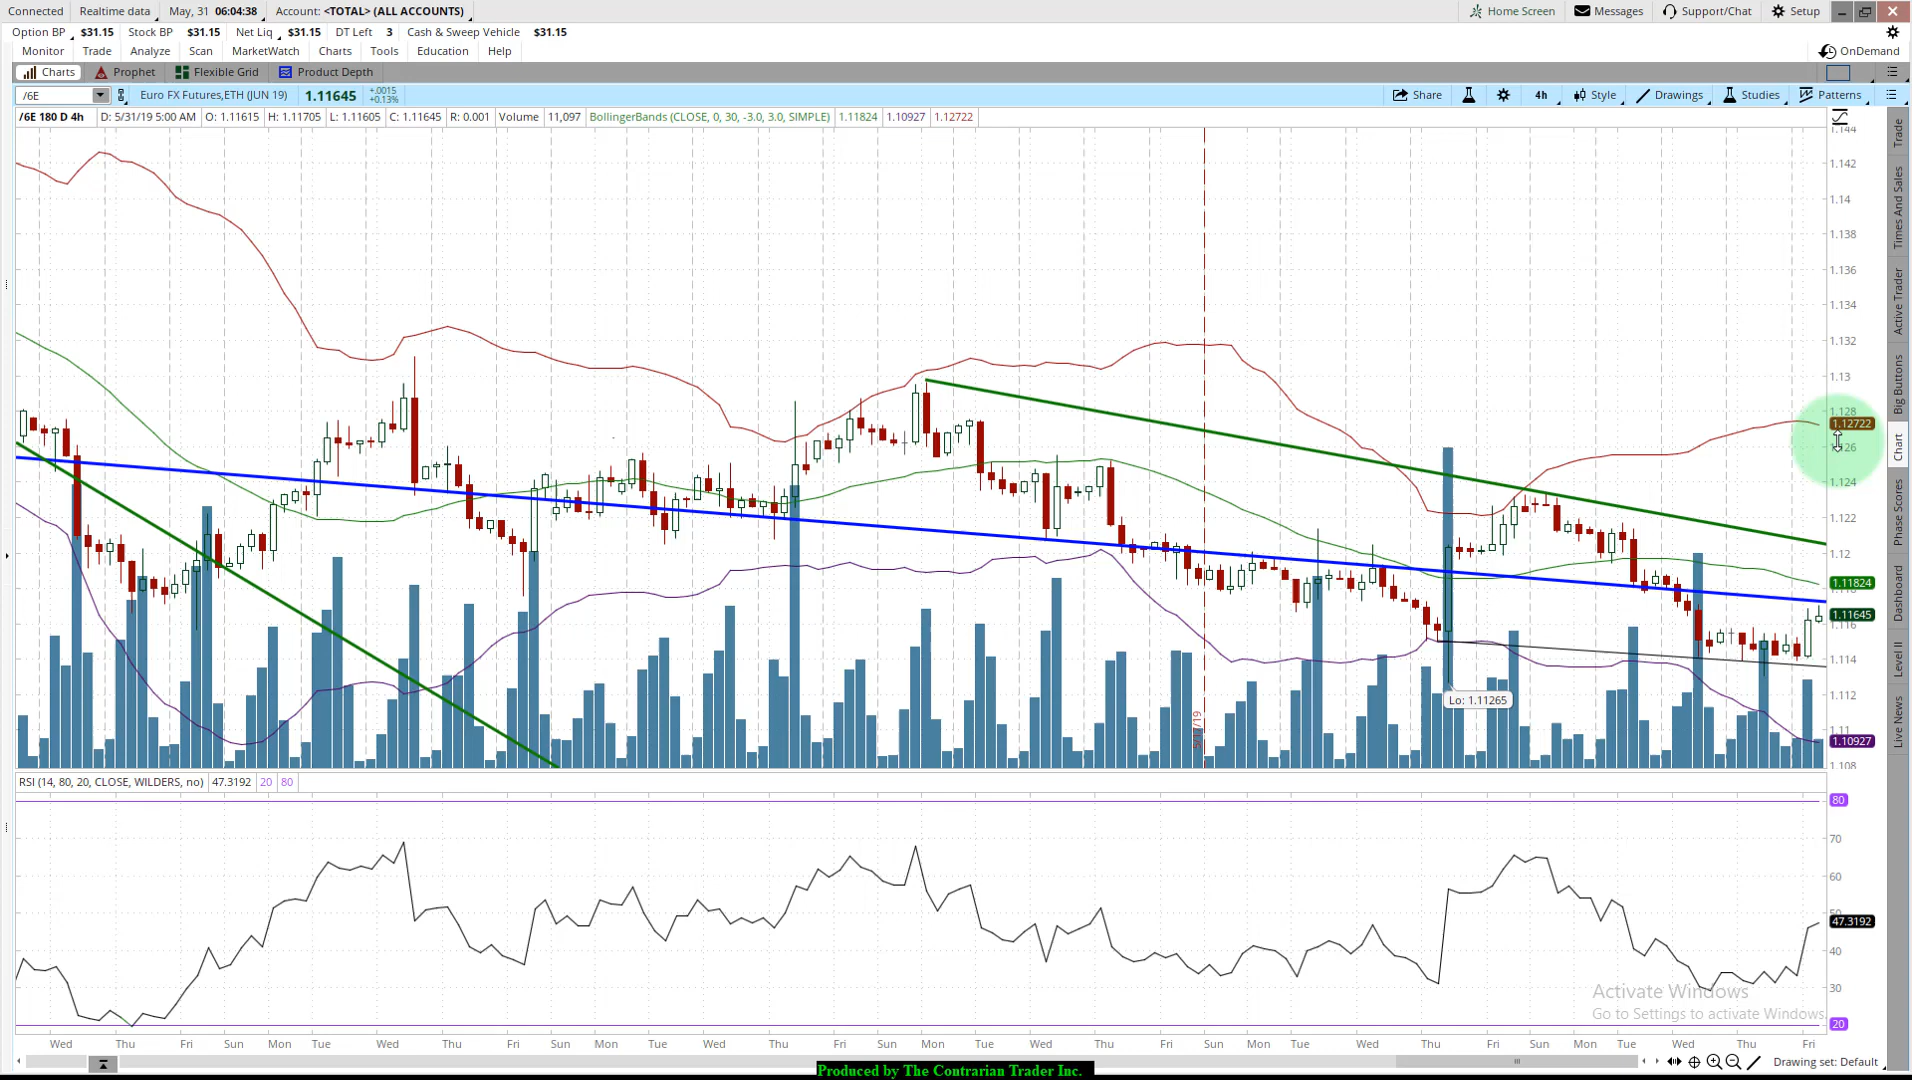 Connected Realtime data May, 31 06:04:38 Account: <TOTAL> (ALL ACCOUNTS) Home Screen Messages Support/Chat Setup
Option BP $31.15 Stock BP $31.15 Net Liq $31.15 DT Left 3 Cash & Sweep Vehicle $31.15
Monitor Trade Analyze Scan MarketWatch Charts Tools Education Help OnDemand
Charts Prophet Flexible Grid Product Depth
/6E Euro FX Futures,ETH (JUN 19) 1.11645 +.0015 +0.13% Share 4h Style Drawings Studies Patterns
/6E 180 D 4h D: 5/31/19 5:00 AM O: 1.11615 H: 1.11705 L: 1.11605 C: 1.11645 R: 0.001 Volume 11,097 BollingerBands (CLOSE, 0, 30, -3.0, 3.0, SIMPLE) 1.11824 1.10927 1.12722
1.144
1.142
1.14
1.138
1.136
1.134
1.132
1.13
1.128
1.12722
1.124
1.122
1.12
1.11824
1.11645
1.114
1.112
1.10927
1.108
Lo: 1.11265
Trade
Times And Sales
Active Trader
Big Buttons
Chart
Phase Scores
Dashboard
Level II
Live News
RSI (14, 80, 20, CLOSE, WILDERS, no) 47.3192 20 80
80
70
60
47.3192
40
30
20
Activate Windows
Go to Settings to activate Windows.
Wed Thu Fri Sun Mon Tue Wed Thu Fri Sun Mon Tue Wed Thu Fri Sun Mon Tue Wed Thu Fri Sun Mon Tue Wed Thu Fri Sun Mon Tue Wed Thu Fri
Drawing set: Default
Produced by The Contrarian Trader Inc.